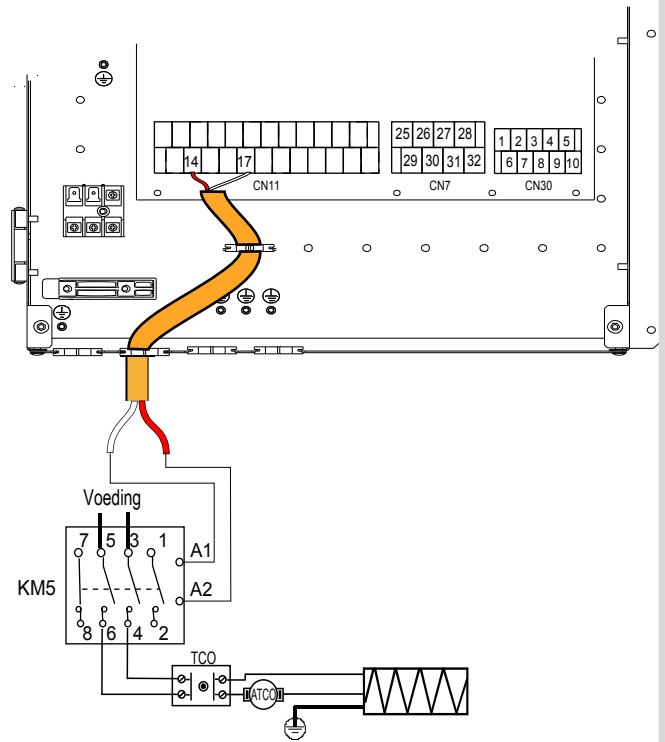 25 26 27 28
1 2 3 4 5
14 17
29 30 31 32
6 7 8 9 10
CN11
CN7
CN30
Voeding
7 5 3 1
A1
KM5
A2
8 6 4 2
TCO
ATCO